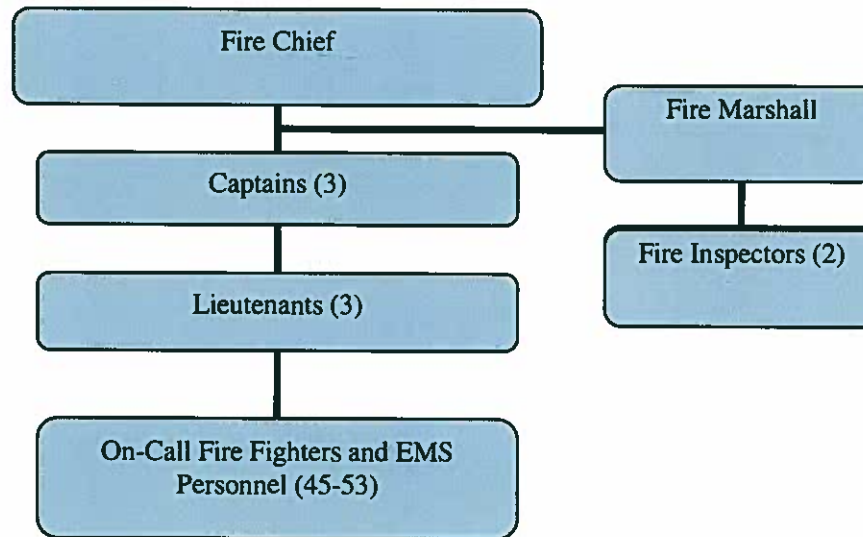 Fire Chief
Fire Marshall
Captains (3)
Fire Inspectors (2)
Lieutenants (3)
On-Call Fire Fighters and EMS
Personnel (45-53)